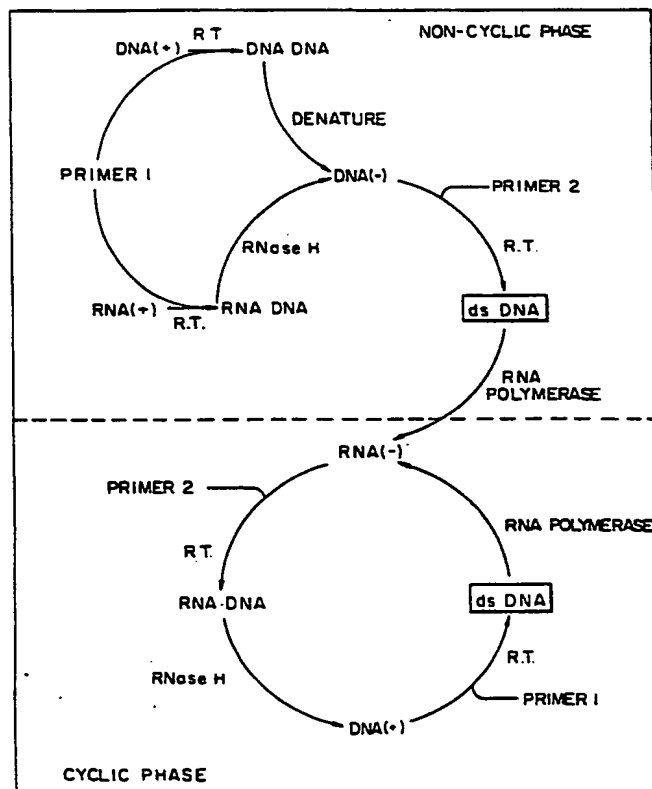 NON-CYCLIC PHASE
R T
DNA(+)
DNA DNA
DENATURE
PRIMER 1
DNA(-)
PRIMER 2
RNase H
R.T.
RNA(+)
R.T.
RNA DNA
ds DNA
RNA
POLYMERASE
RNA(-)
PRIMER 2
RNA POLYMERASE
R.T.
RNA-DNA
ds DNA
RNase H
R.T.
PRIMER 1
DNA(+)
CYCLIC PHASE